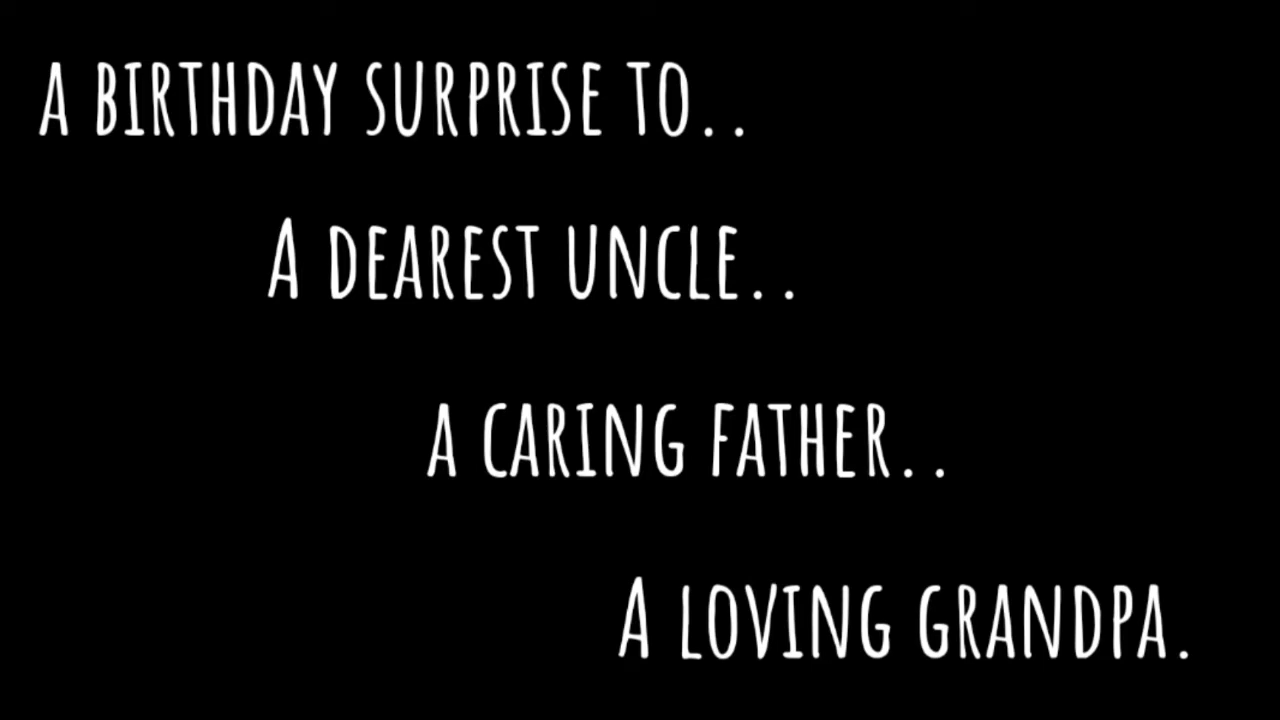 A BIRTHDAY SURPRISE TO..
A DEAREST UNCLE..
A CARING FATHER..
A LOVING GRANDPA.